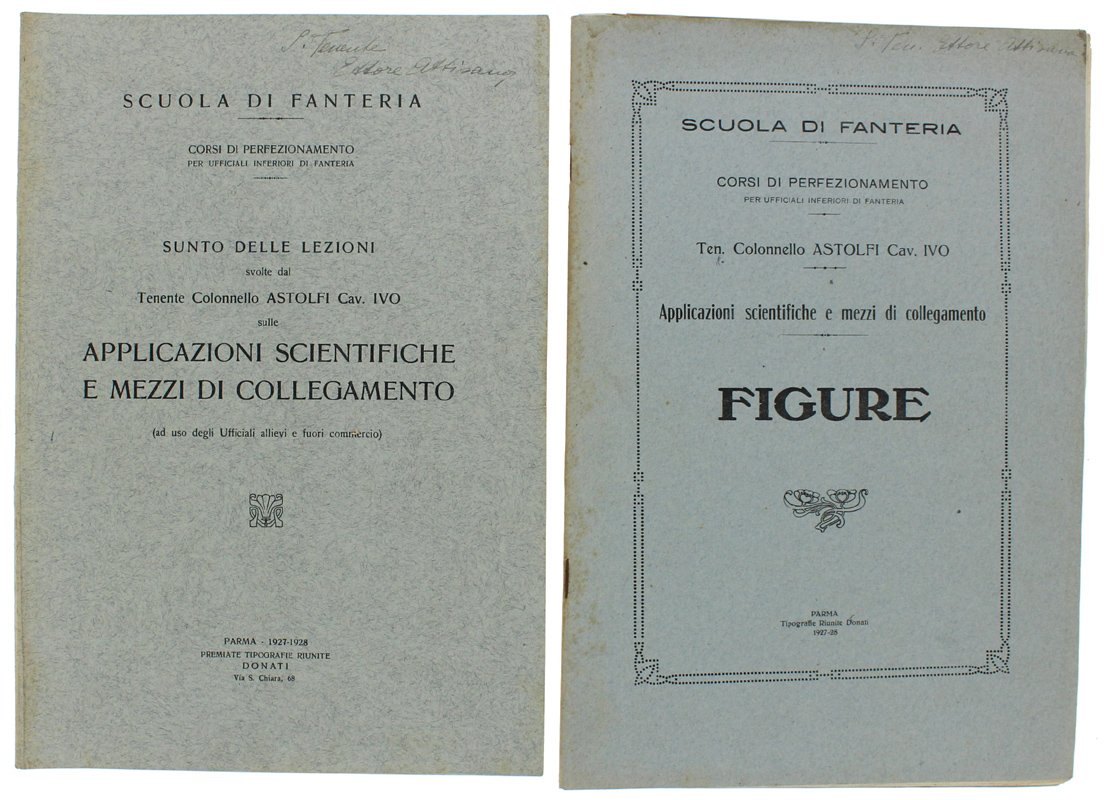 S. Tenente
Ettore Attisano
SCUOLA DI FANTERIA
CORSI DI PERFEZIONAMENTO
PER UFFICIALI INFERIORI DI FANTERIA
SUNTO DELLE LEZIONI
svolte dal
Tenente Colonnello ASTOLFI Cav. IVO
sulle
APPLICAZIONI SCIENTIFICHE
E MEZZI DI COLLEGAMENTO
(ad uso degli Ufficiali allievi e fuori commercio)
PARMA - 1927-1928
PREMIATE TIPOGRAFIE RIUNITE
DONATI
Via S. Chiara, 68
S. Ten. Ettore Attisano
SCUOLA DI FANTERIA
CORSI DI PERFEZIONAMENTO
PER UFFICIALI INFERIORI DI FANTERIA
Ten. Colonnello ASTOLFI Cav. IVO
Applicazioni scientifiche e mezzi di collegamento
FIGURE
PARMA
Tipografie Riunite Donati
1927-28